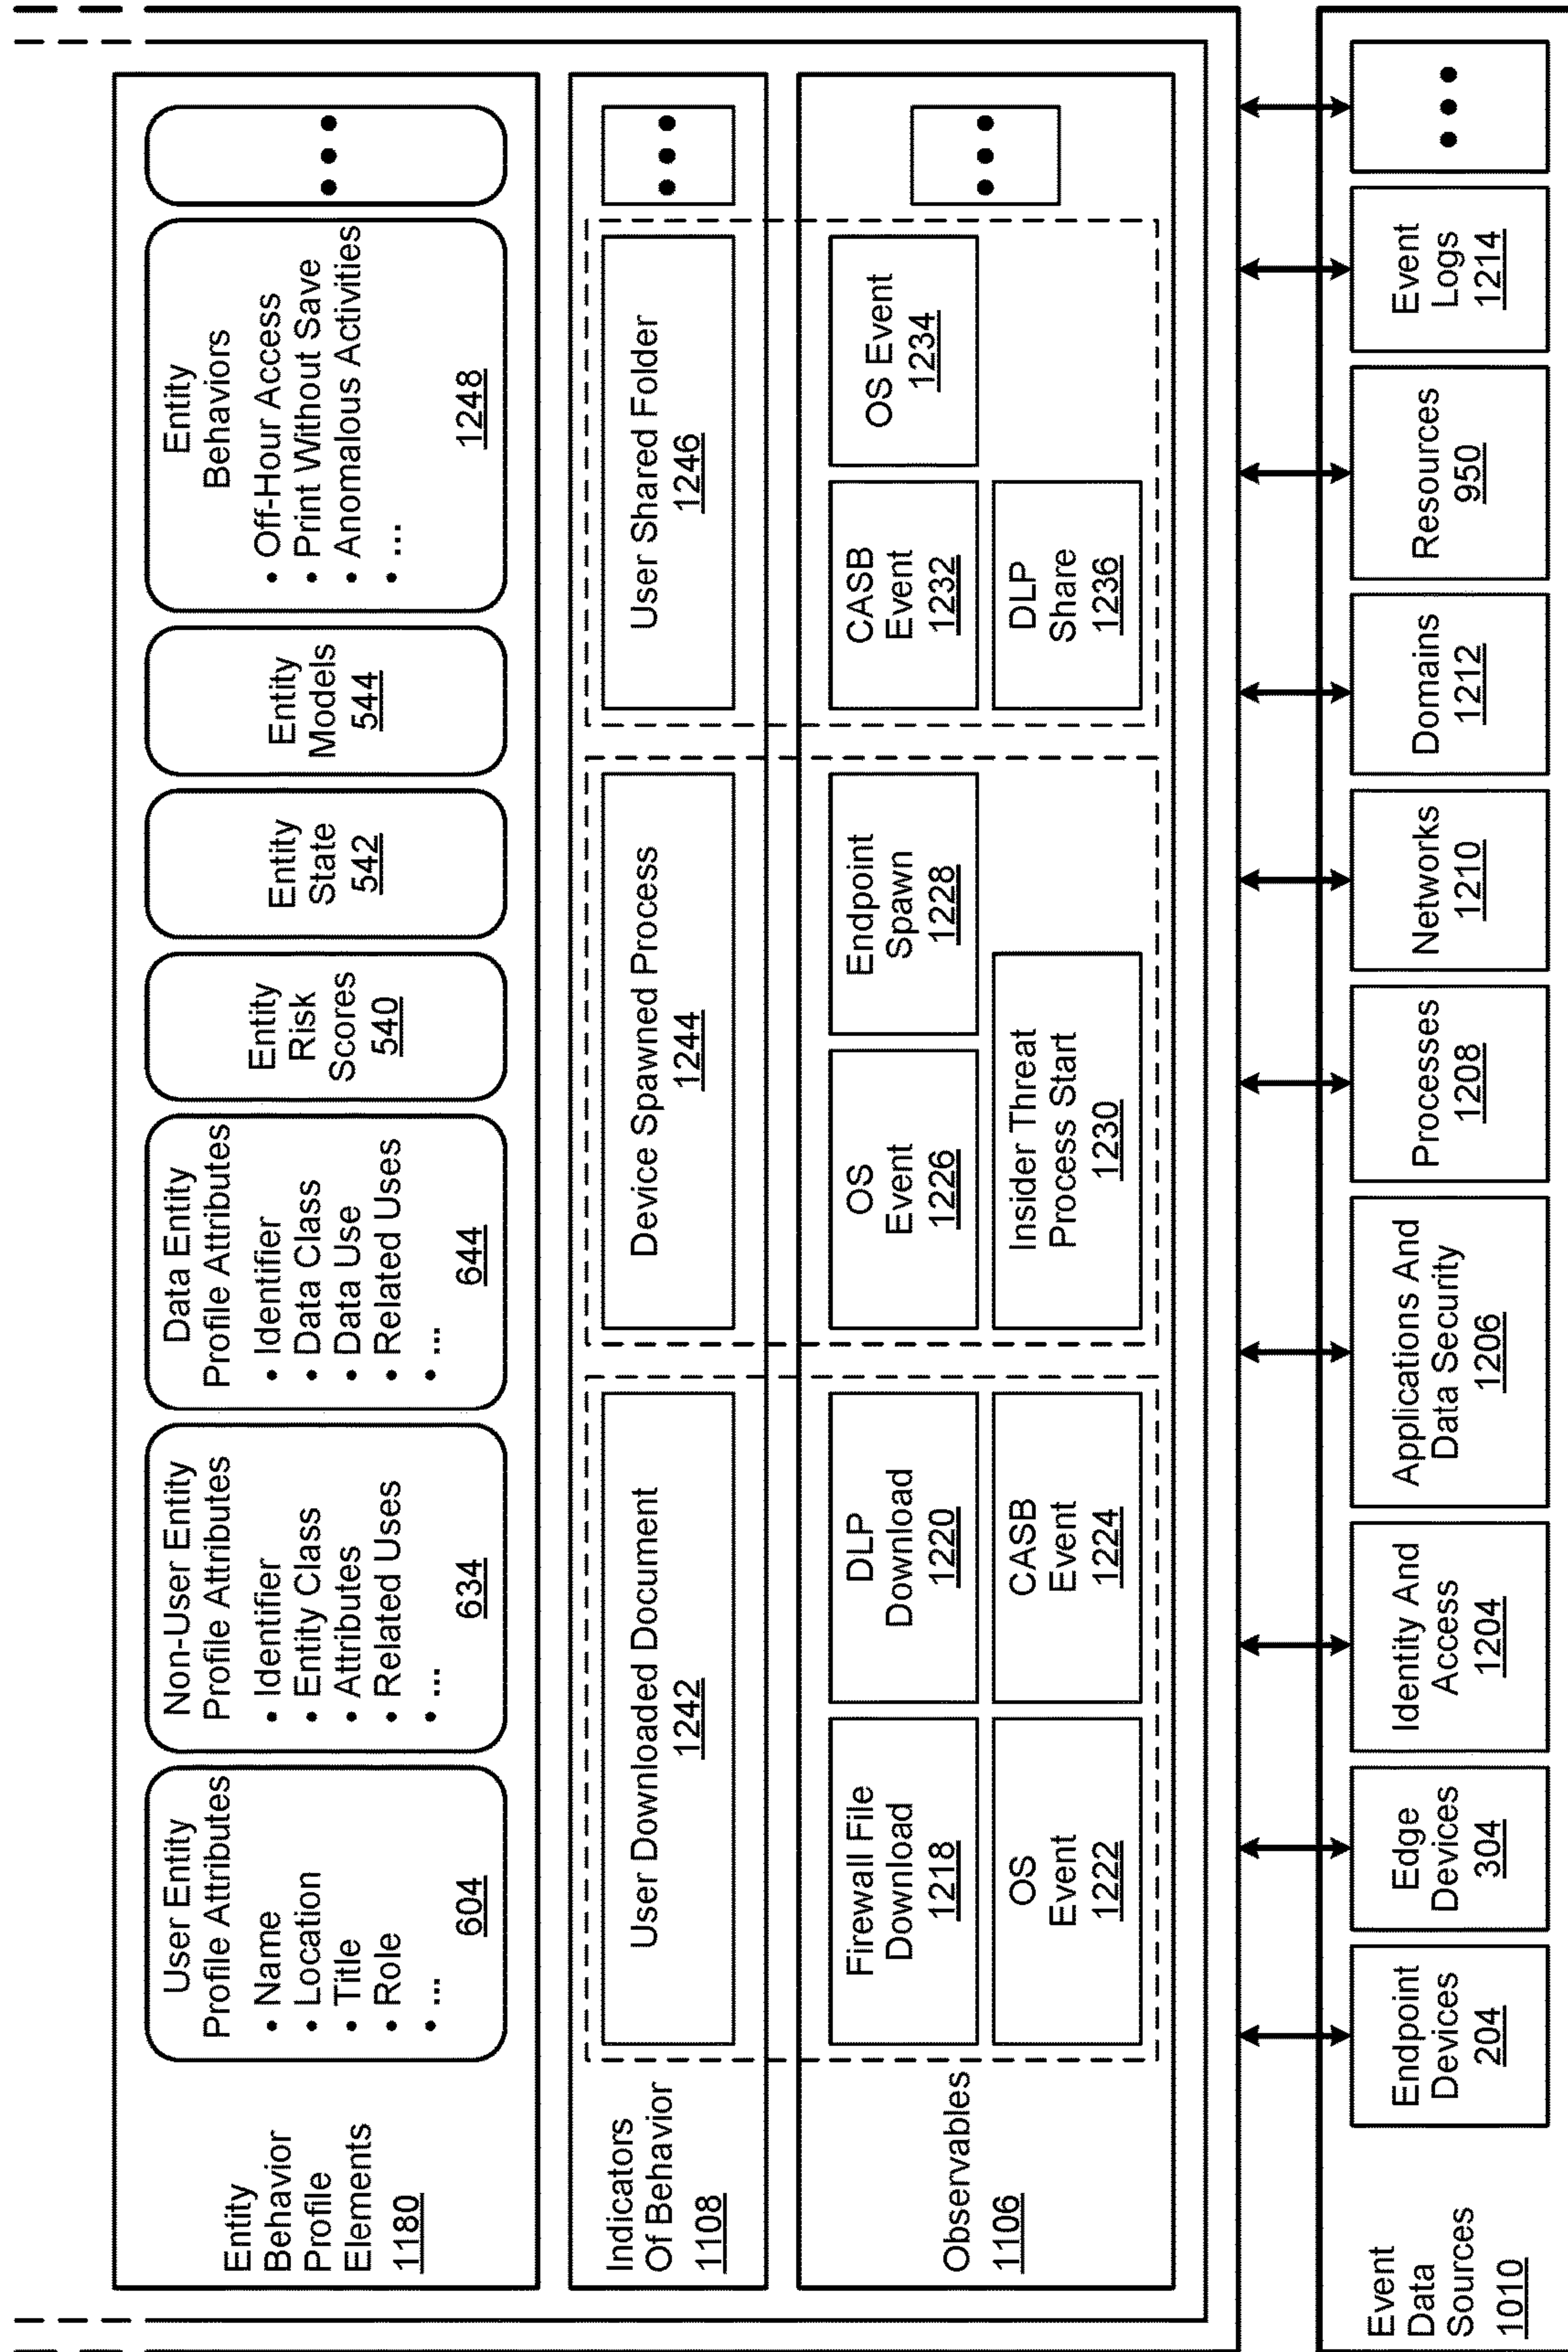 Entity
Behavior
Profile
Elements
1180
User Entity
Profile Attributes
• Name
• Location
• Title
• Role
• ...
604
Non-User Entity
Profile Attributes
• Identifier
• Entity Class
• Attributes
• Related Uses
• ...
634
Data Entity
Profile Attributes
• Identifier
• Data Class
• Data Use
• Related Uses
• ...
644
Entity
Risk
Scores
540
Entity
State
542
Entity
Models
544
Entity
Behaviors
• Off-Hour Access
• Print Without Save
• Anomalous Activities
• ...
1248
• • •
Indicators
Of Behavior
1108
User Downloaded Document
1242
Device Spawned Process
1244
User Shared Folder
1246
• • •
Observables
1106
Firewall File
Download
1218
DLP
Download
1220
OS
Event
1222
CASB
Event
1224
OS
Event
1226
Endpoint
Spawn
1228
Insider Threat
Process Start
1230
CASB
Event
1232
OS Event
1234
DLP
Share
1236
• • •
Event
Data
Sources
1010
Endpoint
Devices
204
Edge
Devices
304
Identity And
Access
1204
Applications And
Data Security
1206
Processes
1208
Networks
1210
Domains
1212
Resources
950
Event
Logs
1214
• • •